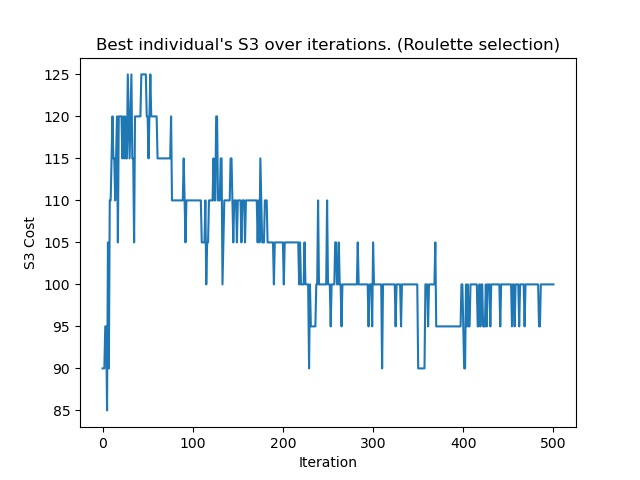 Best individual's S3 over iterations. (Roulette selection)
125
120
115
110
105
100
95
90
85
S3 Cost
0 100 200 300 400 500
Iteration